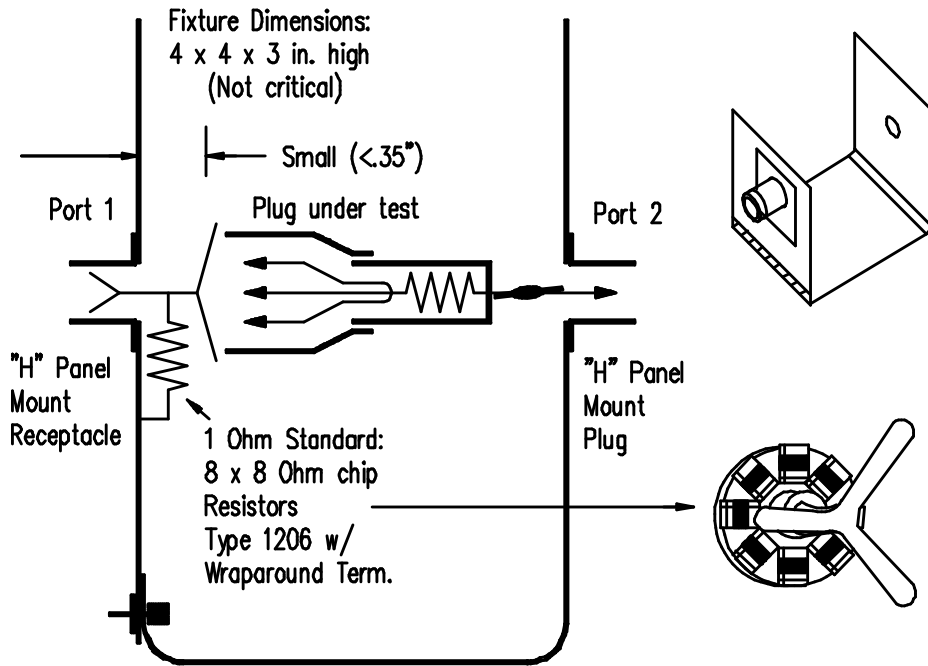 Fixture Dimensions:
4 x 4 x 3 in. high
(Not critical)
Small (<.35")
Port 1
Plug under test
Port 2
"H" Panel
Mount
Receptacle
"H" Panel
Mount
Plug
1 Ohm Standard:
8 x 8 Ohm chip
Resistors
Type 1206 w/
Wraparound Term.